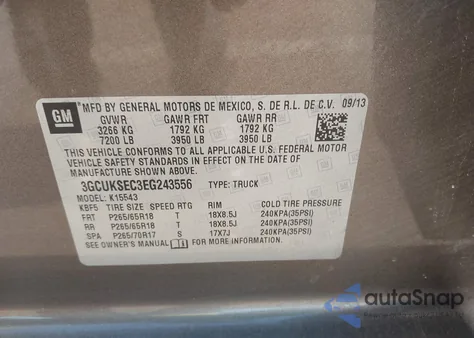 GM
MFD BY GENERAL MOTORS DE MEXICO, S. DE R.L. DE C.V. 09/13
GVWR GAWR FRT GAWR RR
3266 KG 1792 KG 1792 KG
7200 LB 3950 LB 3950 LB
THIS VEHICLE CONFORMS TO ALL APPLICABLE U.S. FEDERAL MOTOR
VEHICLE SAFETY STANDARDS IN EFFECT ON THE DATE OF
MANUFACTURE SHOWN ABOVE.
3GCUKSEC3EG243556 TYPE: TRUCK
MODEL: K15543
KBF5 TIRE SIZE SPEED RTG RIM COLD TIRE PRESSURE
FRT P265/65R18 T 18X8.5J 240KPA(35PSI)
RR P265/65R18 T 18X8.5J 240KPA(35PSI)
SPA P265/70R17 S 17X7J 240KPA(35PSI)
SEE OWNER'S MANUAL FOR ADDITIONAL INFORMATION
autoSnap